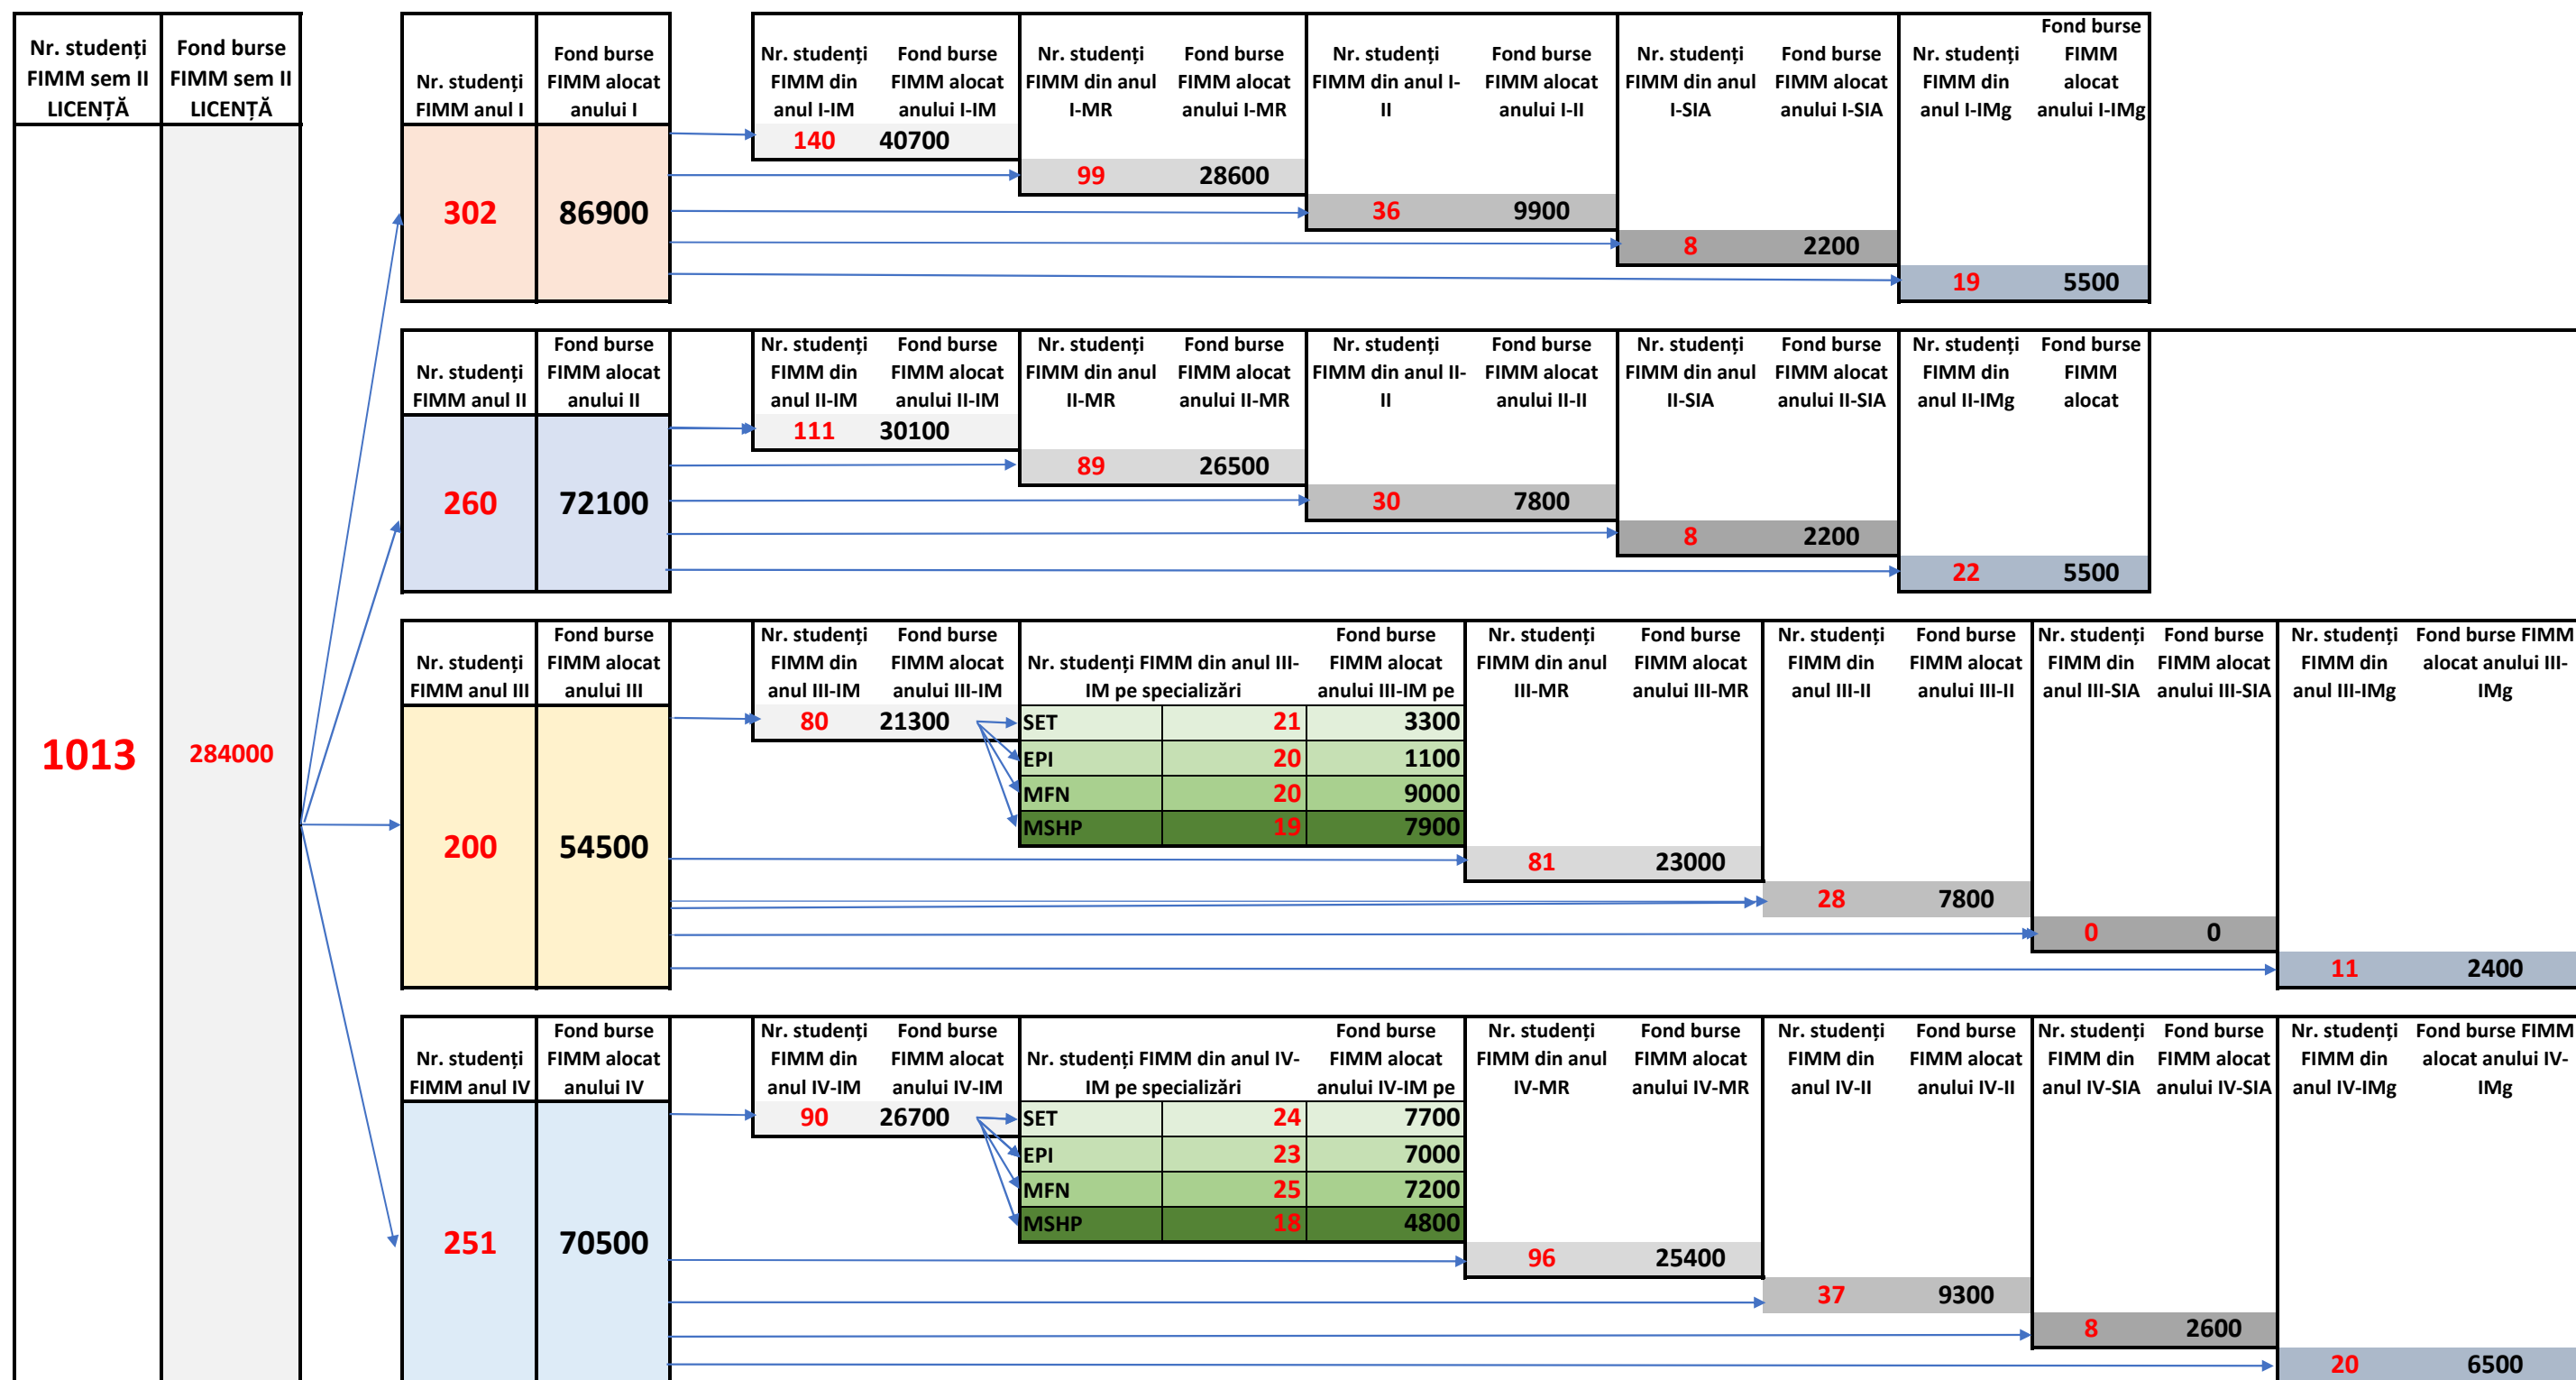 Nr. studenți
FIMM sem II
LICENȚĂ
Fond burse
FIMM sem II
LICENȚĂ
1013
284000
Nr. studenți
FIMM anul I
Fond burse
FIMM alocat
anului I
302
86900
Nr. studenți
FIMM din
anul I-IM
Fond burse
FIMM alocat
anului I-IM
Nr. studenți
FIMM din anul
I-MR
Fond burse
FIMM alocat
anului I-MR
Nr. studenți
FIMM din anul I-
II
Fond burse
FIMM alocat
anului I-II
Nr. studenți
FIMM din anul
I-SIA
Fond burse
FIMM alocat
anului I-SIA
Nr. studenți
FIMM din
anul I-IMg
Fond burse
FIMM
alocat
anului I-IMg
140 40700
99 28600
36 9900
8 2200
19 5500
Nr. studenți
FIMM anul II
Fond burse
FIMM alocat
anului II
260
72100
Nr. studenți
FIMM din
anul II-IM
Fond burse
FIMM alocat
anului II-IM
Nr. studenți
FIMM din anul
II-MR
Fond burse
FIMM alocat
anului II-MR
Nr. studenți
FIMM din anul II-
II
Fond burse
FIMM alocat
anului II-II
Nr. studenți
FIMM din anul
II-SIA
Fond burse
FIMM alocat
anului II-SIA
Nr. studenți
FIMM din
anul II-IMg
Fond burse
FIMM
alocat
111 30100
89 26500
30 7800
8 2200
22 5500
Nr. studenți
FIMM anul III
Fond burse
FIMM alocat
anului III
200
54500
Nr. studenți
FIMM din
anul III-IM
Fond burse
FIMM alocat
anului III-IM
Nr. studenți FIMM din anul III-
IM pe specializări
Fond burse
FIMM alocat
anului III-IM pe
Nr. studenți
FIMM din anul
III-MR
Fond burse
FIMM alocat
anului III-MR
Nr. studenți
FIMM din
anul III-II
Fond burse
FIMM alocat
anului III-II
Nr. studenți
FIMM din
anul III-SIA
Fond burse
FIMM alocat
anului III-SIA
Nr. studenți
FIMM din
anul III-IMg
Fond burse FIMM
alocat anului III-
IMg
80 21300
SET 21 3300
EPI 20 1100
MFN 20 9000
MSHP 19 7900
81 23000
28 7800
0 0
11 2400
Nr. studenți
FIMM anul IV
Fond burse
FIMM alocat
anului IV
251
70500
Nr. studenți
FIMM din
anul IV-IM
Fond burse
FIMM alocat
anului IV-IM
Nr. studenți FIMM din anul IV-
IM pe specializări
Fond burse
FIMM alocat
anului IV-IM pe
Nr. studenți
FIMM din anul
IV-MR
Fond burse
FIMM alocat
anului IV-MR
Nr. studenți
FIMM din
anul IV-II
Fond burse
FIMM alocat
anului IV-II
Nr. studenți
FIMM din
anul IV-SIA
Fond burse
FIMM alocat
anului IV-SIA
Nr. studenți
FIMM din
anul IV-IMg
Fond burse FIMM
alocat anului IV-
IMg
90 26700
SET 24 7700
EPI 23 7000
MFN 25 7200
MSHP 18 4800
96 25400
37 9300
8 2600
20 6500